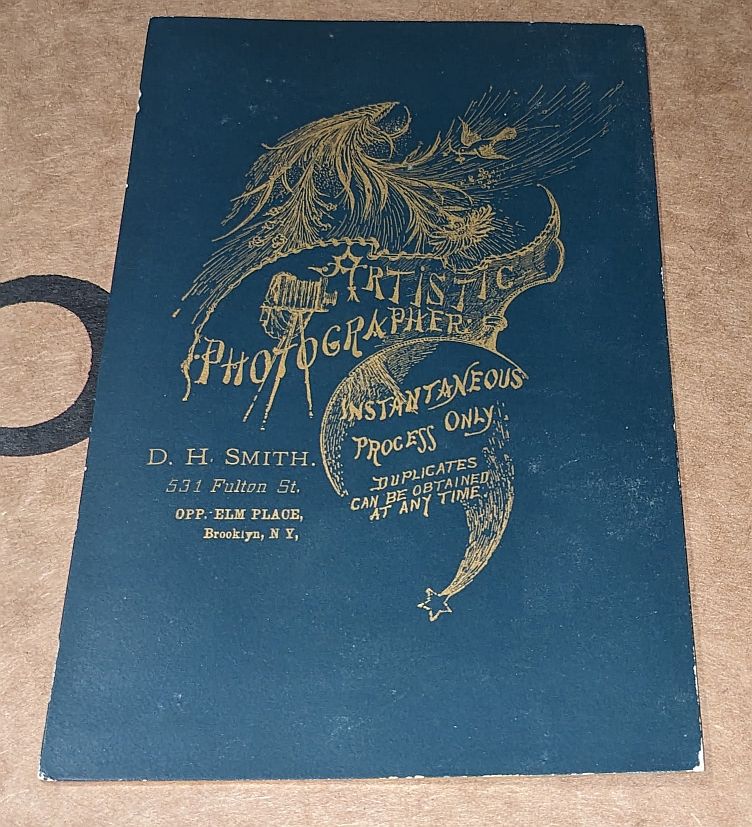 ARTISTIC
PHOTOGRAPHER
INSTANTANEOUS
PROCESS ONLY.
DUPLICATES
CAN BE OBTAINED
AT ANY TIME.
D. H. SMITH.
531 Fulton St.
OPP. ELM PLACE,
Brooklyn, N Y,